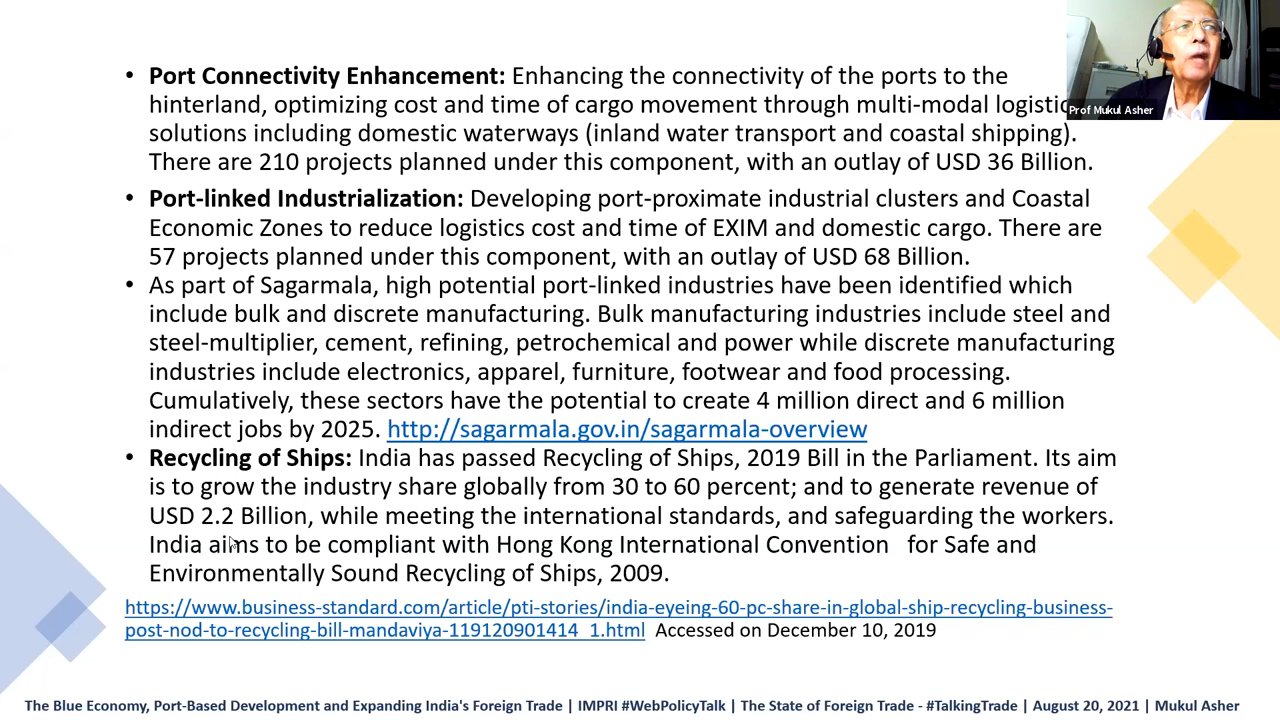 • Port Connectivity Enhancement: Enhancing the connectivity of the ports to the
hinterland, optimizing cost and time of cargo movement through multi-modal
solutions including domestic waterways (inland water transport and coastal shipping).
There are 210 projects planned under this component, with an outlay of USD 36 Billion.
• Port-linked Industrialization: Developing port-proximate industrial clusters and Coastal
Economic Zones to reduce logistics cost and time of EXIM and domestic cargo. There are
57 projects planned under this component, with an outlay of USD 68 Billion.
• As part of Sagarmala, high potential port-linked industries have been identified which
include bulk and discrete manufacturing. Bulk manufacturing industries include steel and
steel-multiplier, cement, refining, petrochemical and power while discrete manufacturing
industries include electronics, apparel, furniture, footwear and food processing.
Cumulatively, these sectors have the potential to create 4 million direct and 6 million
indirect jobs by 2025. http://sagarmala.gov.in/sagarmala-overview
• Recycling of Ships: India has passed Recycling of Ships, 2019 Bill in the Parliament. Its aim
is to grow the industry share globally from 30 to 60 percent; and to generate revenue of
USD 2.2 Billion, while meeting the international standards, and safeguarding the workers.
India aims to be compliant with Hong Kong International Convention for Safe and
Environmentally Sound Recycling of Ships, 2009.
https://www.business-standard.com/article/pti-stories/india-eyeing-60-pc-share-in-global-ship-recycling-business-
post-nod-to-recycling-bill-mandaviya-119120901414_1.html Accessed on December 10, 2019
Prof Mukul Asher
The Blue Economy, Port-Based Development and Expanding India's Foreign Trade | IMPRI #WebPolicyTalk | The State of Foreign Trade - #TalkingTrade | August 20, 2021 | Mukul Asher